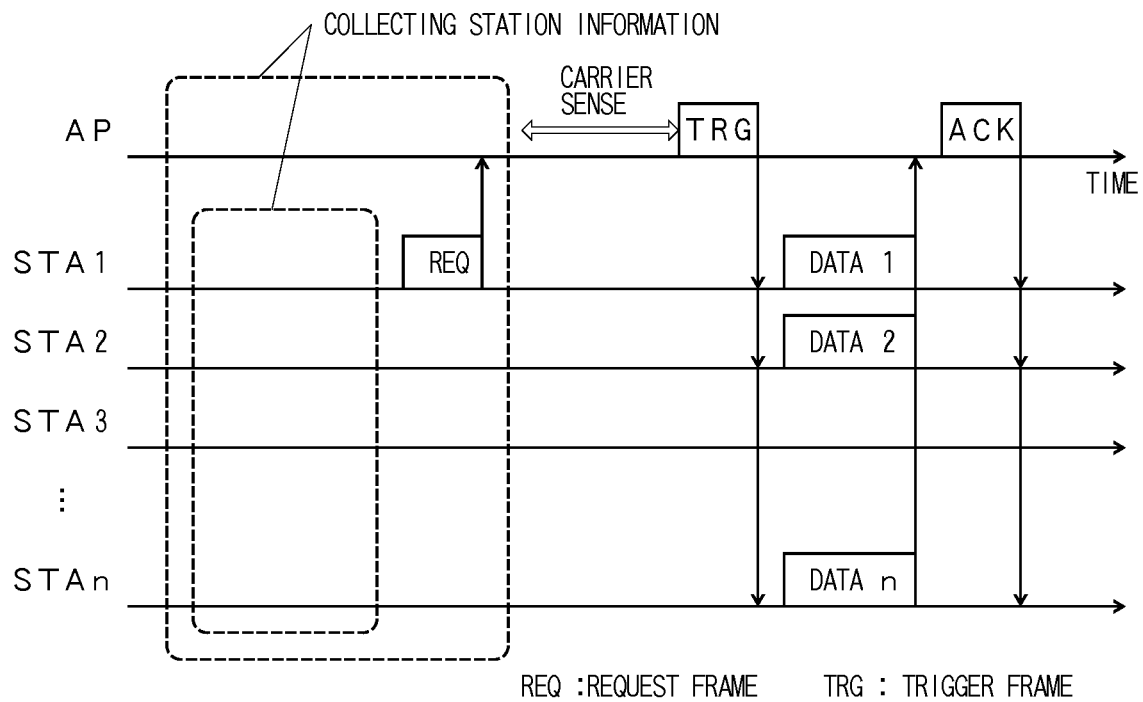 COLLECTING STATION INFORMATION
CARRIER
SENSE
AP
TRG
ACK
TIME
STA1
REQ
DATA 1
STA2
DATA 2
STA3
⋮
STAn
DATA n
REQ :REQUEST FRAME
TRG : TRIGGER FRAME